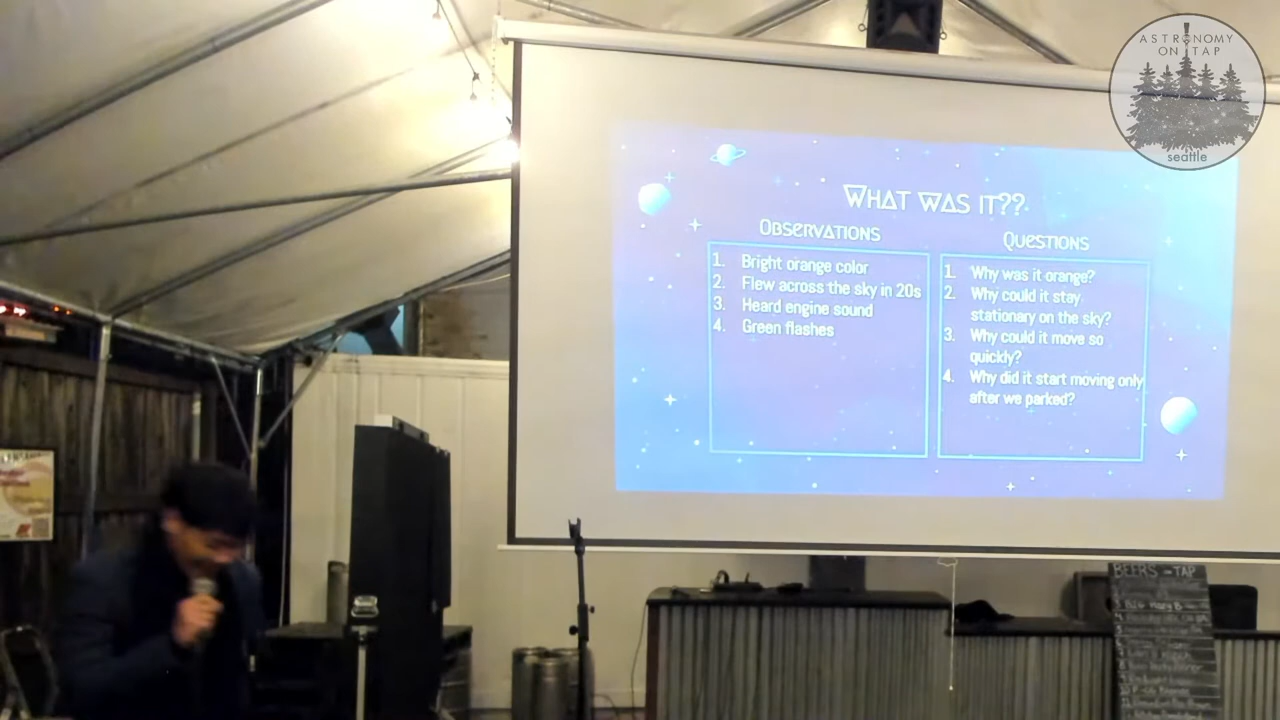 ASTRONOMY
ON TAP
seattle
WHAT WAS IT??
OBSERVATIONS
1. Bright orange color
2. Flew across the sky in 20s
3. Heard engine sound
4. Green flashes
QUESTIONS
1. Why was it orange?
2. Why could it stay
stationary on the sky?
3. Why could it move so
quickly?
4. Why did it start moving only
after we parked?
BEERS
TAP